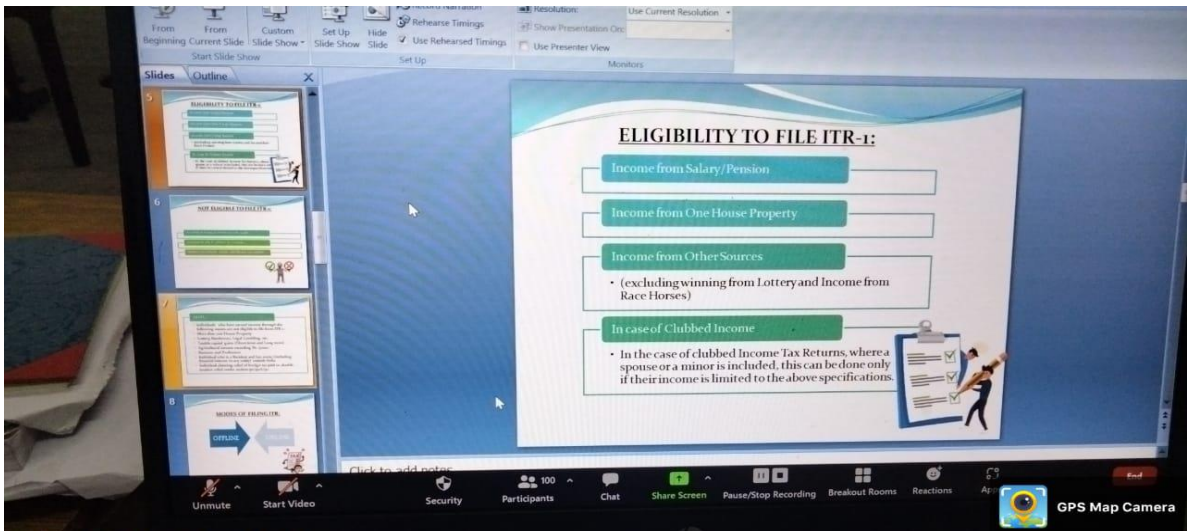 Record Narration
Resolution:
Use Current Resolution
From Beginning
From Current Slide
Custom Slide Show
Set Up Slide Show
Hide Slide
Rehearse Timings
Use Rehearsed Timings
Show Presentation On:
Use Presenter View
Start Slide Show
Set Up
Monitors
Slides
Outline
5
ELIGIBILITY TO FILE ITR-1:
6
NOT ELIGIBLE TO FILE ITR-1:
7
8
MODES OF FILING ITR:
OFFLINE
ELIGIBILITY TO FILE ITR-1:
Income from Salary/Pension
Income from One House Property
Income from Other Sources
• (excluding winning from Lottery and Income from
Race Horses)
In case of Clubbed Income
• In the case of clubbed Income Tax Returns, where a
spouse or a minor is included, this can be done only
if their income is limited to the above specifications.
Click to add notes
Unmute
Start Video
Security
100
Participants
Chat
Share Screen
Pause/Stop Recording
Breakout Rooms
Reactions
End
GPS Map Camera